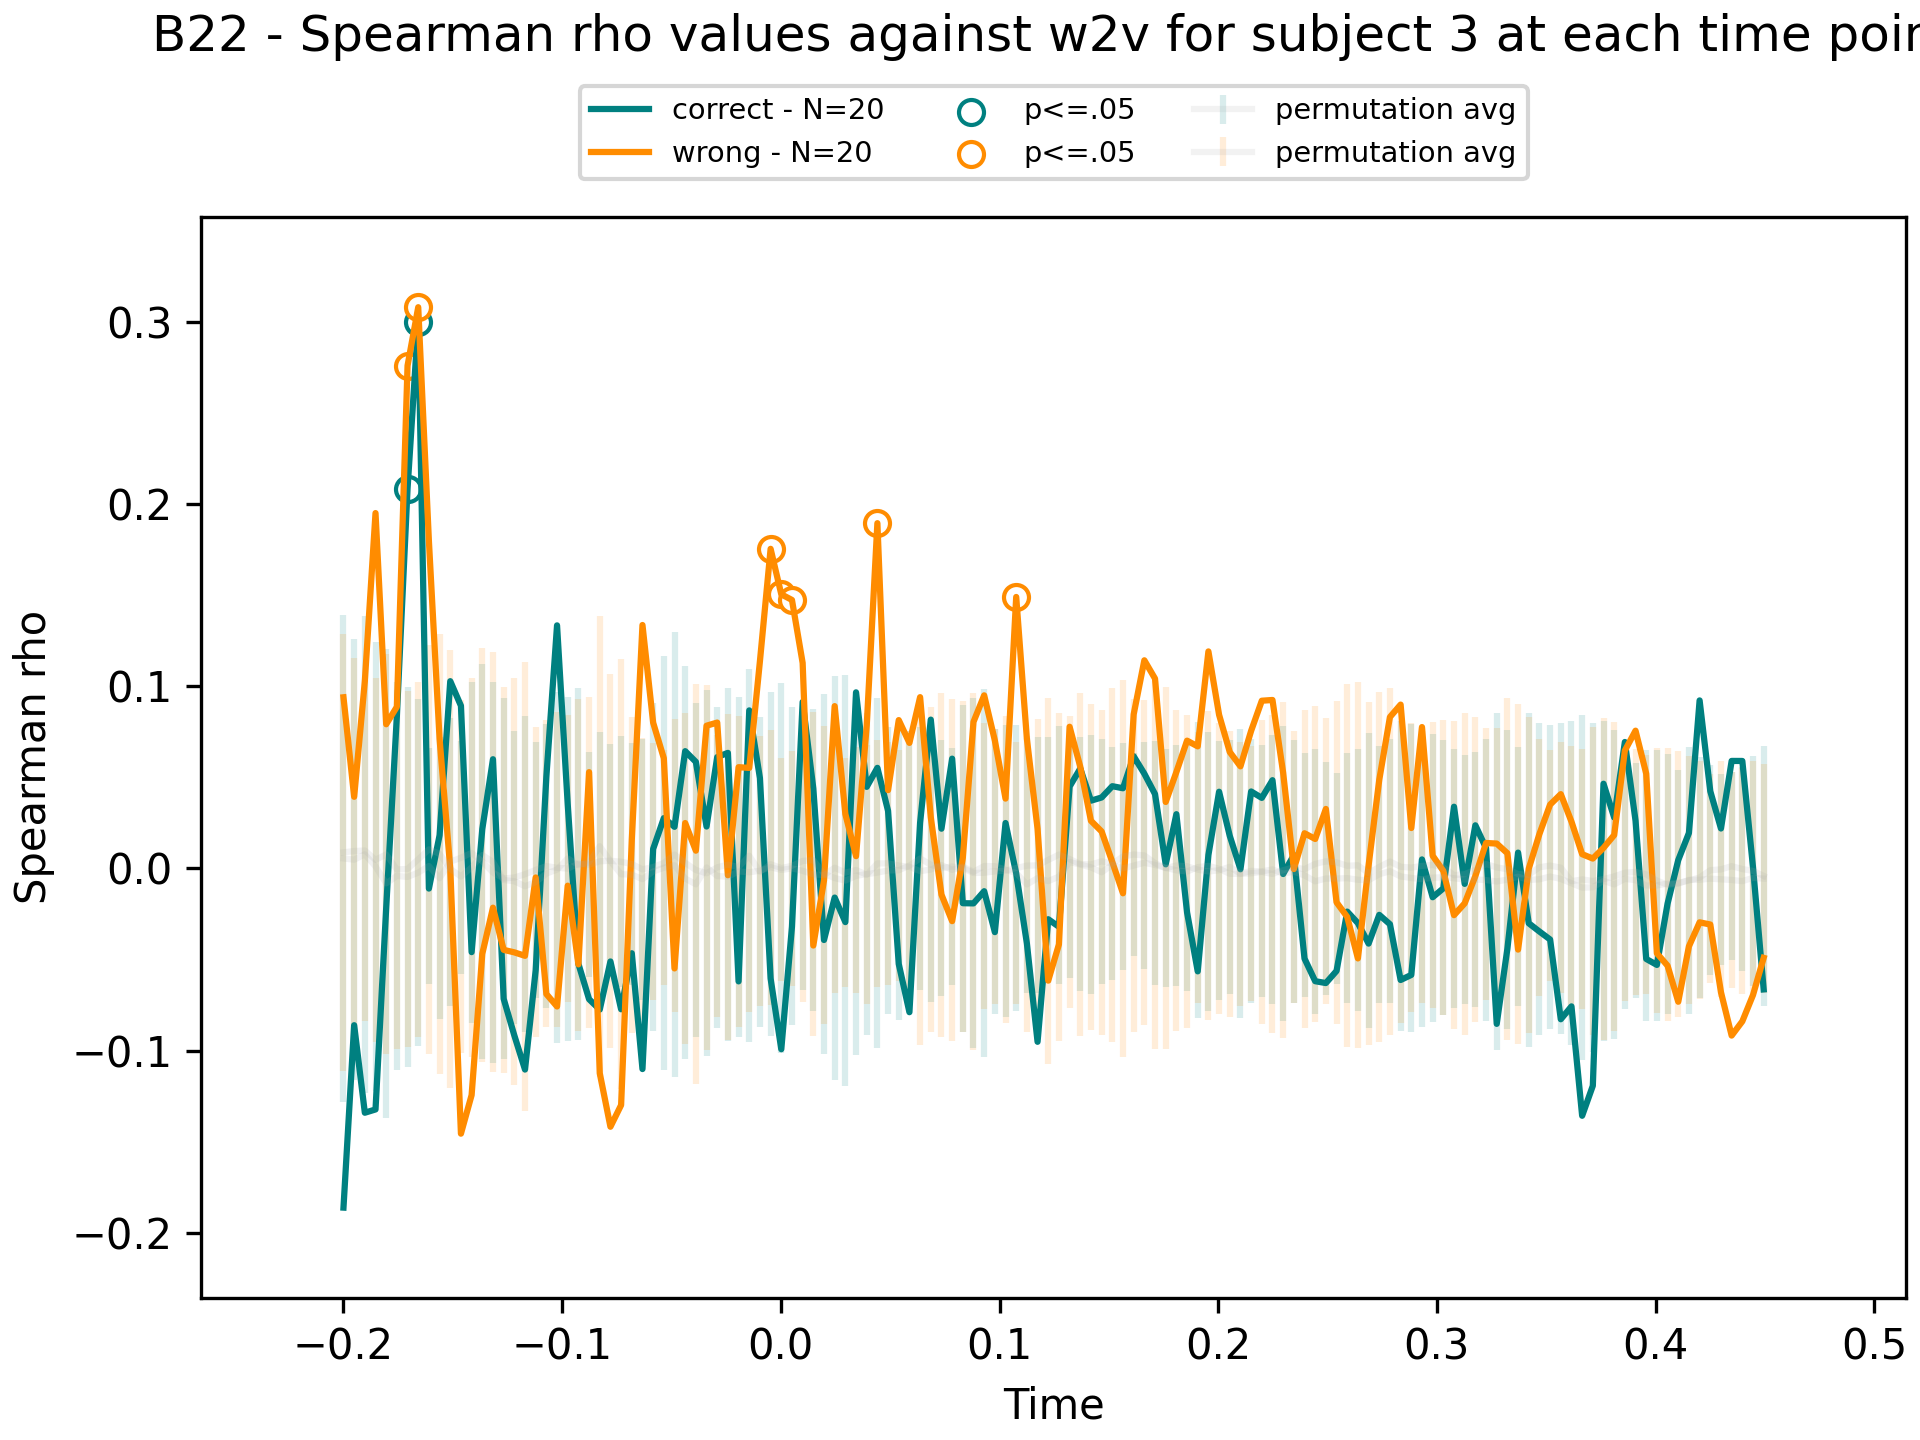 B22 - Spearman rho values against w2v for subject 3 at each time poin
correct - N=20
wrong - N=20
p<=.05
p<=.05
permutation avg
permutation avg
Spearman rho
0.3
0.2
0.1
0.0
−0.1
−0.2
−0.2 −0.1 0.0 0.1 0.2 0.3 0.4 0.5
Time